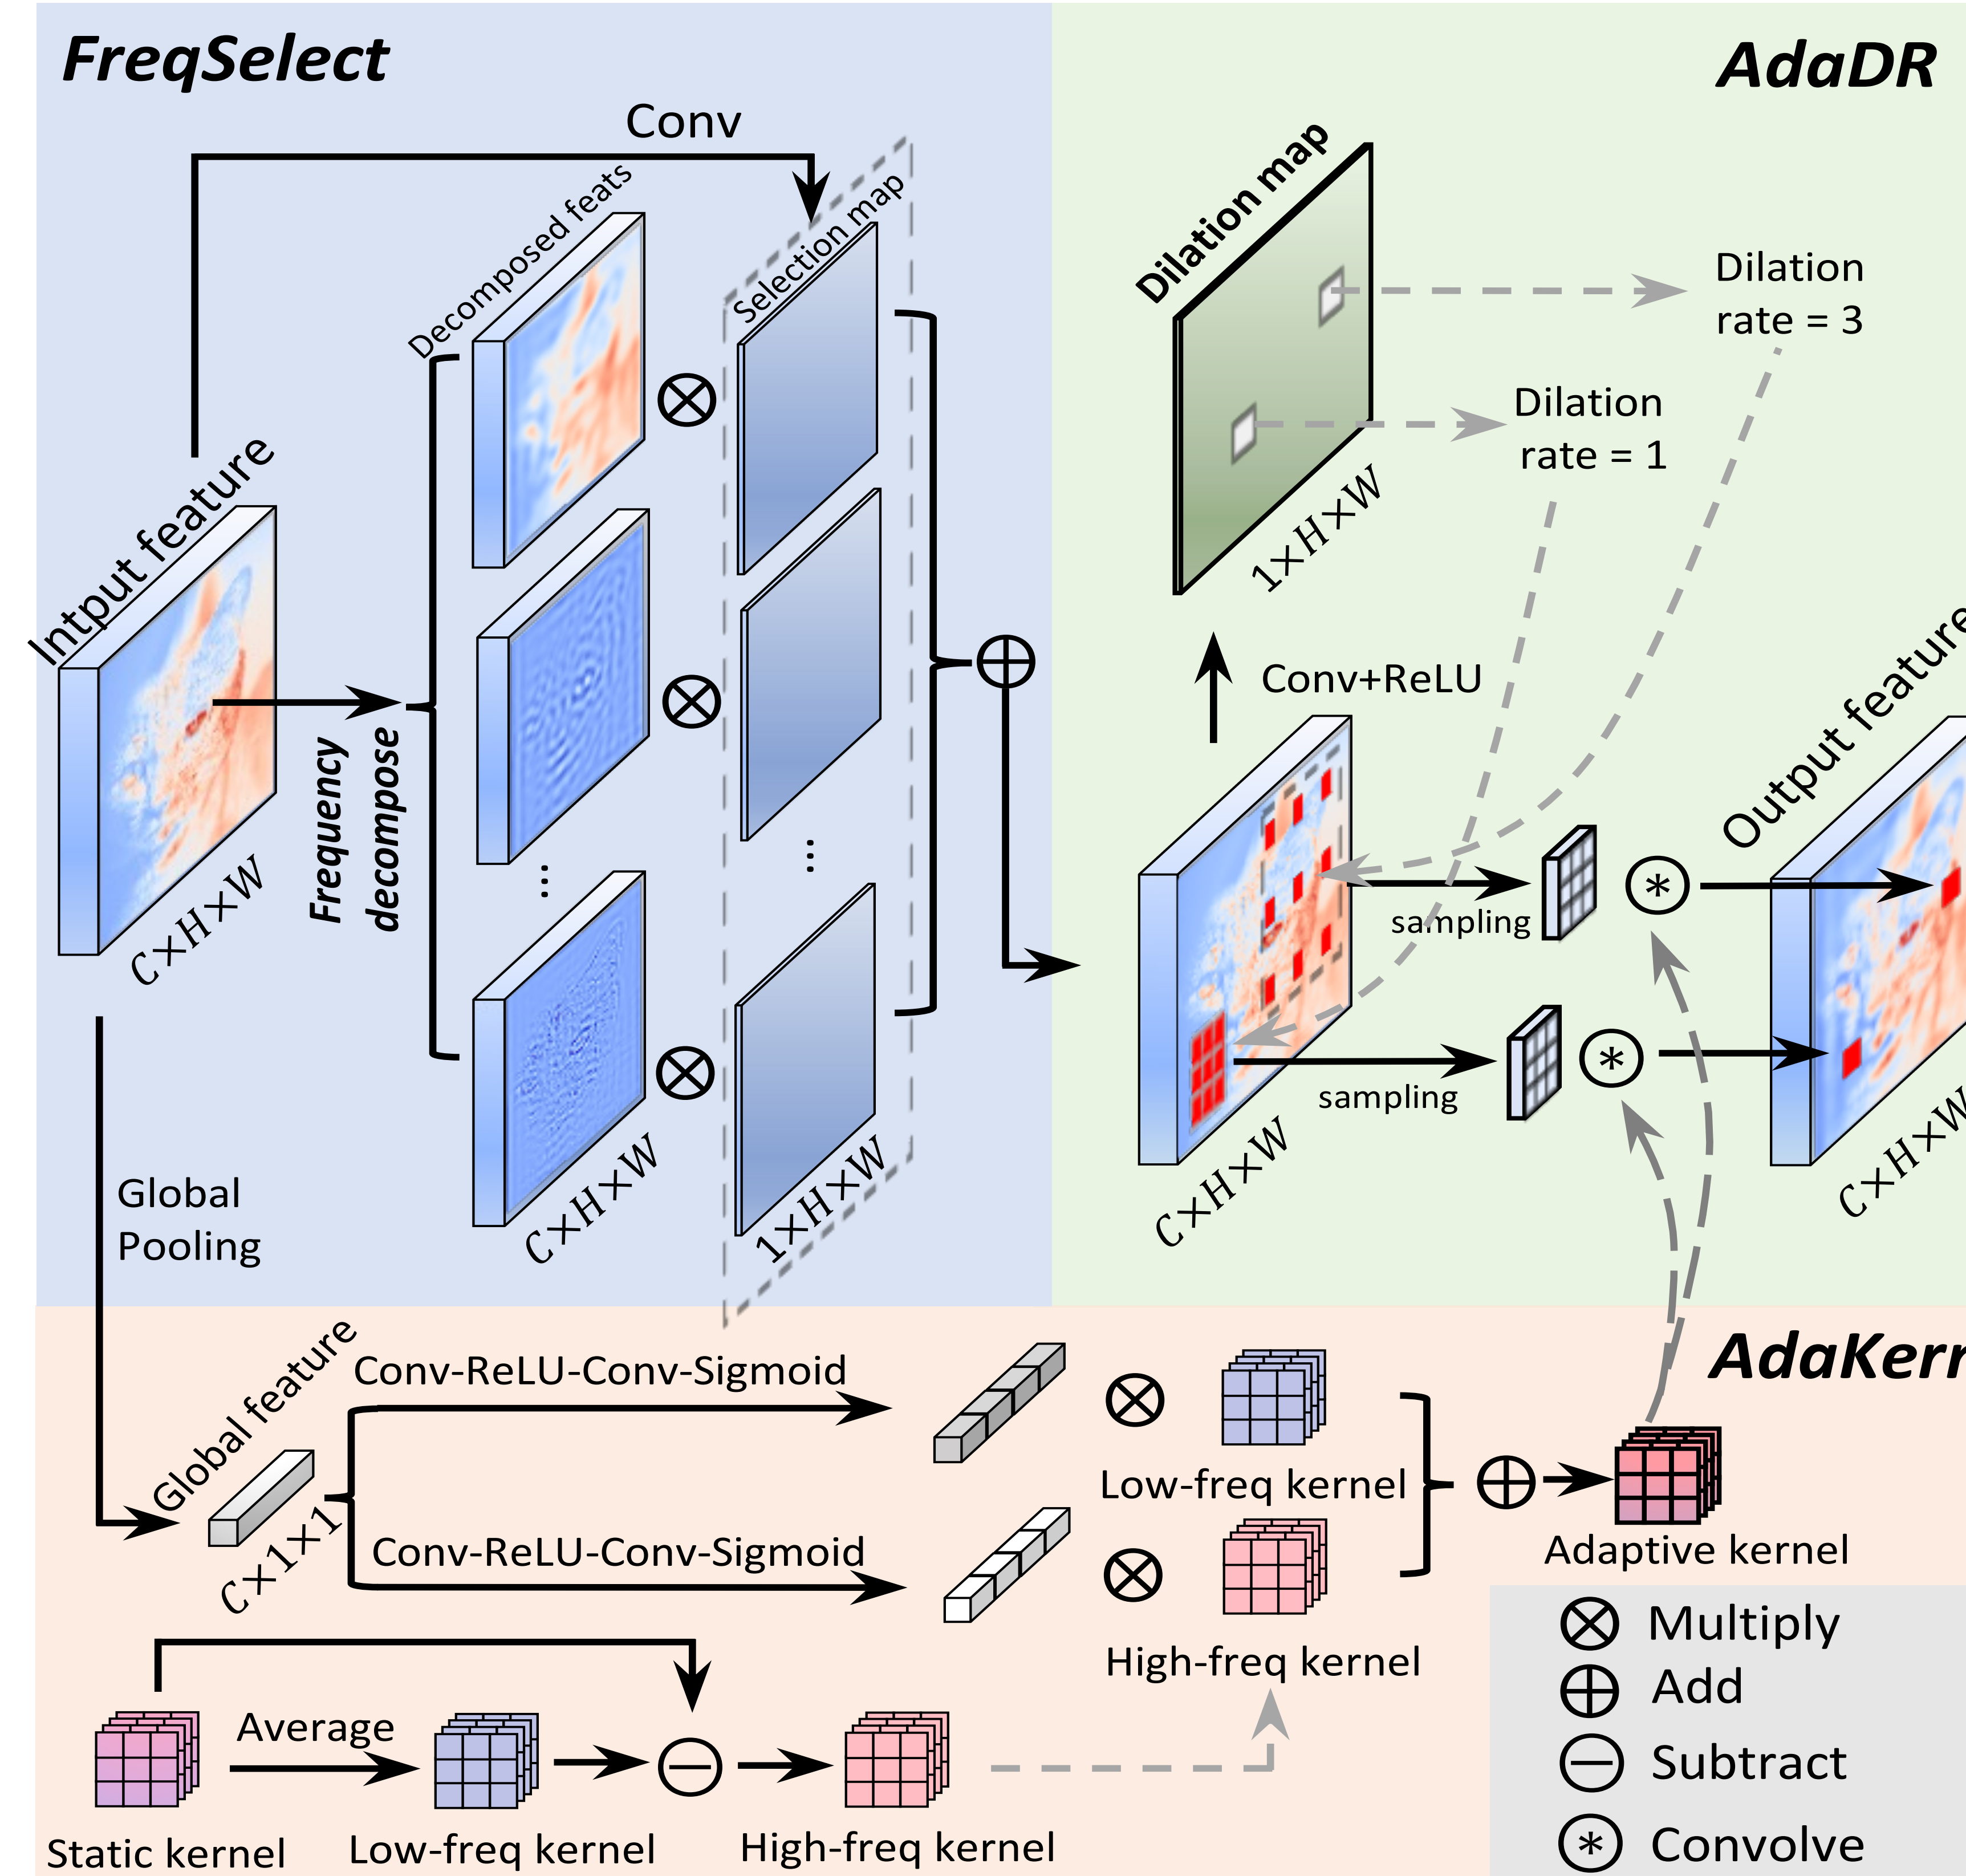 FreqSelect
AdaDR
Conv
Decomposed feats
Selection map
Dilation map
Dilation
rate = 3
Dilation
rate = 1
1×H×W
Intput feature
Frequency
decompose
...
...
C×H×W
Conv+ReLU
Output feature
sampling
sampling
C×H×W
1×H×W
C×H×W
C×H×W
Global
Pooling
AdaKerr
Global feature
C×1×1
Conv-ReLU-Conv-Sigmoid
Low-freq kernel
Conv-ReLU-Conv-Sigmoid
High-freq kernel
Adaptive kernel
Average
Static kernel
Low-freq kernel
High-freq kernel
Multiply
Add
Subtract
Convolve